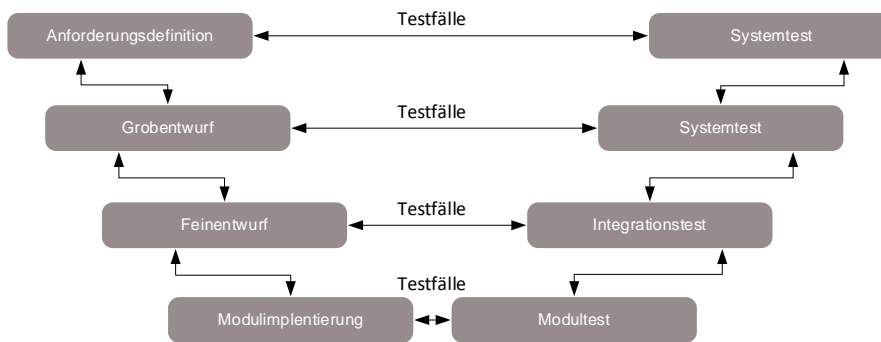 Testfälle
Anforderungsdefinition
Systemtest
Testfälle
Grobentwurf
Systemtest
Testfälle
Feinentwurf
Integrationstest
Testfälle
Modulimplentierung
Modultest